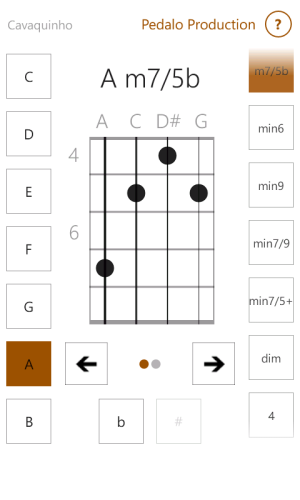 Cavaquinho
Pedalo Production
?
A m7/5b
A C D# G
4
6
C
D
E
F
G
A
B
b
#
m7/5b
min6
min9
min7/9
min7/5+
dim
4